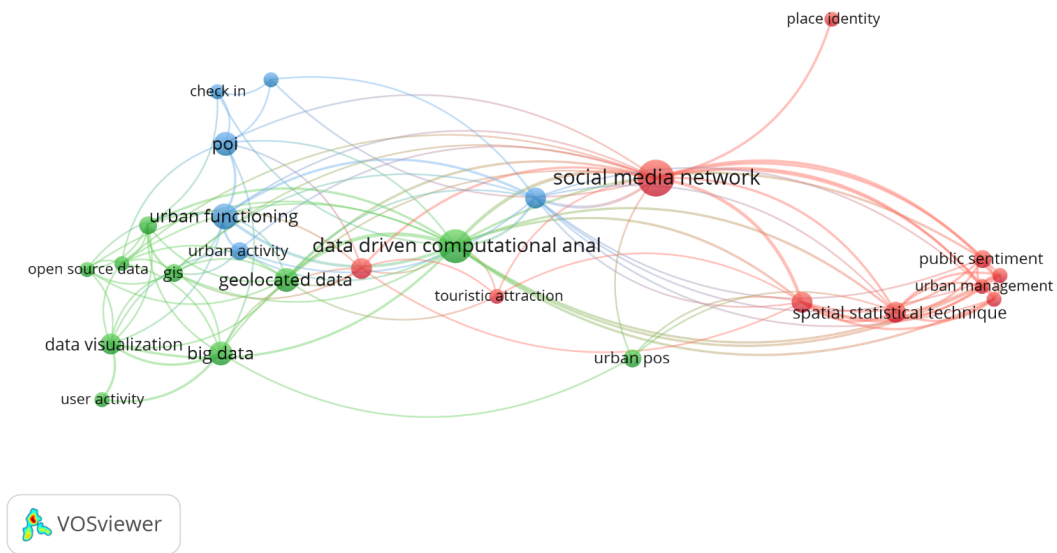 place identity
check in
poi
social media network
urban functioning
data driven computational anal
urban activity
public sentiment
open source data
gis
geolocated data
urban management
touristic attraction
spatial statistical technique
data visualization
big data
urban pos
user activity
VOSviewer